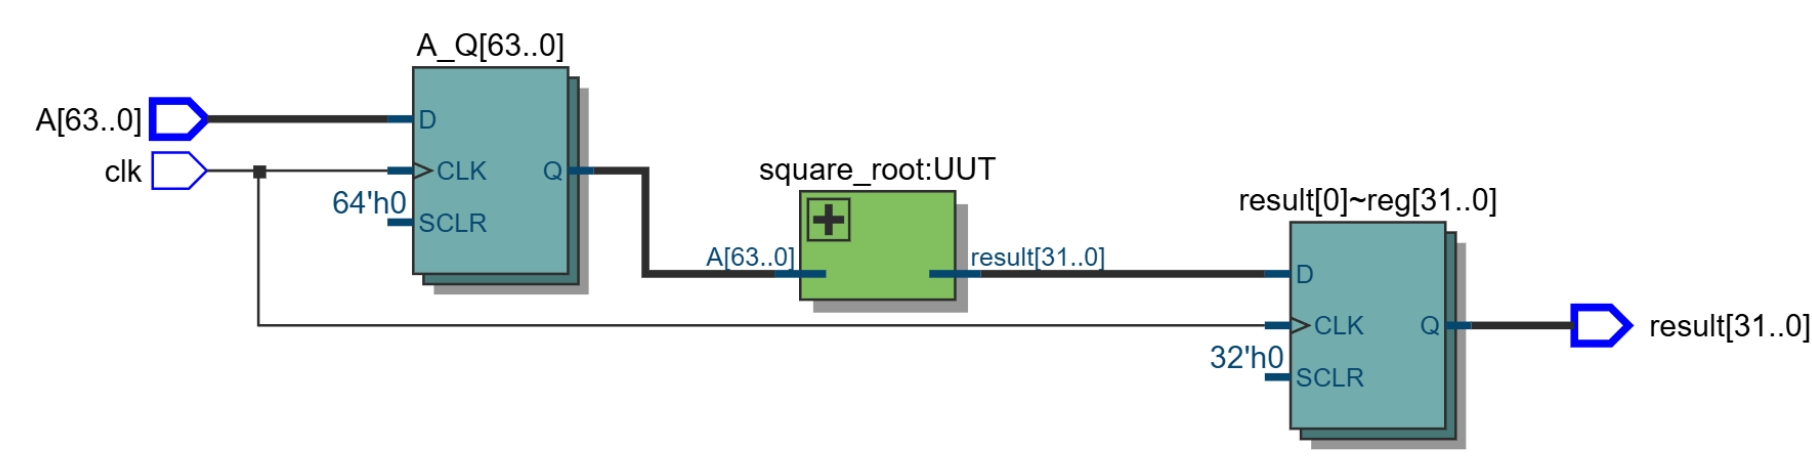 A_Q[63..0]
A[63..0]
D
clk
CLK
Q
64'h0
SCLR
square_root:UUT
A[63..0]
result[31..0]
result[0]~reg[31..0]
D
CLK
Q
32'h0
SCLR
result[31..0]